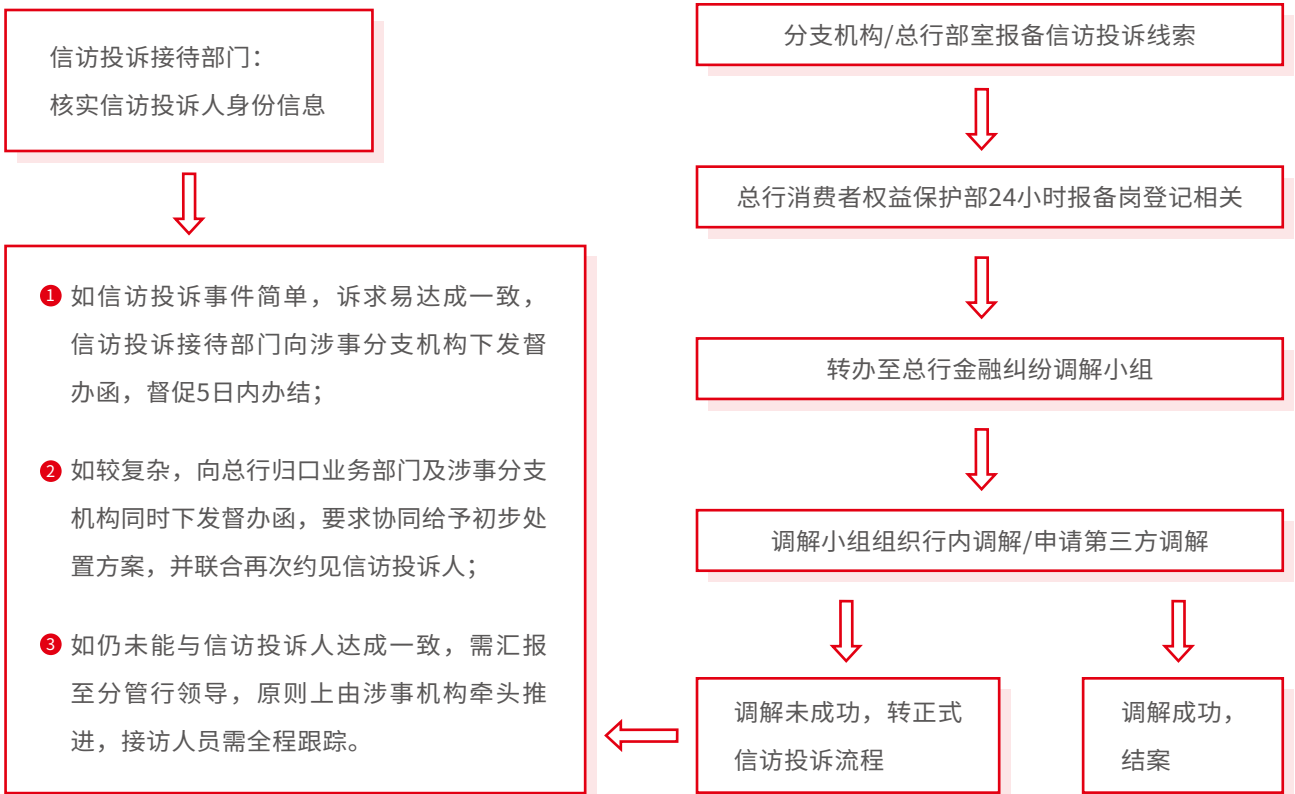 信访投诉接待部门：
核实信访投诉人身份信息
❶ 如信访投诉事件简单，诉求易达成一致，
信访投诉接待部门向涉事分支机构下发督
办函，督促5日内办结；
❷ 如较复杂，向总行归口业务部门及涉事分支
机构同时下发督办函，要求协同给予初步处
置方案，并联合再次约见信访投诉人；
❸ 如仍未能与信访投诉人达成一致，需汇报
至分管行领导，原则上由涉事机构牵头推
进，接访人员需全程跟踪。
分支机构/总行部室报备信访投诉线索
总行消费者权益保护部24小时报备岗登记相关
转办至总行金融纠纷调解小组
调解小组组织行内调解/申请第三方调解
调解未成功，转正式
信访投诉流程
调解成功，
结案